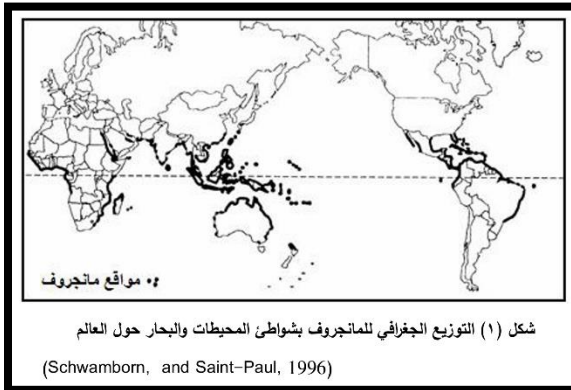 مواقع مانجروف
شكل (١) التوزيع الجغرافي للمانجروف بشواطئ المحيطات والبحار حول العالم
(Schwamborn, and Saint-Paul, 1996)